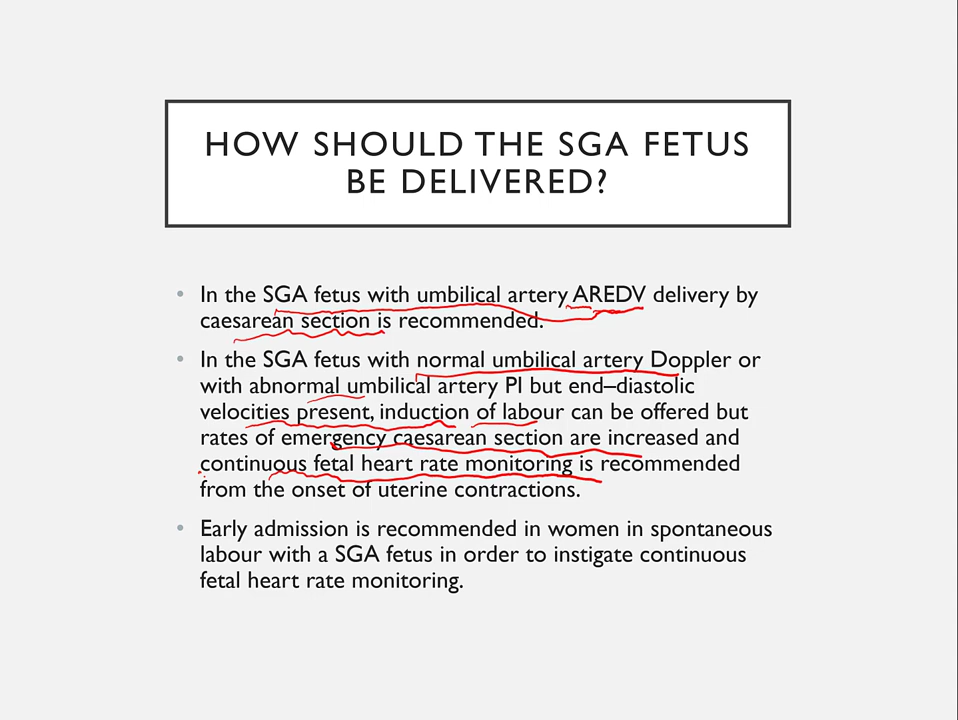 HOW SHOULD THE SGA FETUS
BE DELIVERED?
• In the SGA fetus with umbilical artery AREDV delivery by
caesarean section is recommended.
• In the SGA fetus with normal umbilical artery Doppler or
with abnormal umbilical artery PI but end–diastolic
velocities present, induction of labour can be offered but
rates of emergency caesarean section are increased and
continuous fetal heart rate monitoring is recommended
from the onset of uterine contractions.
• Early admission is recommended in women in spontaneous
labour with a SGA fetus in order to instigate continuous
fetal heart rate monitoring.